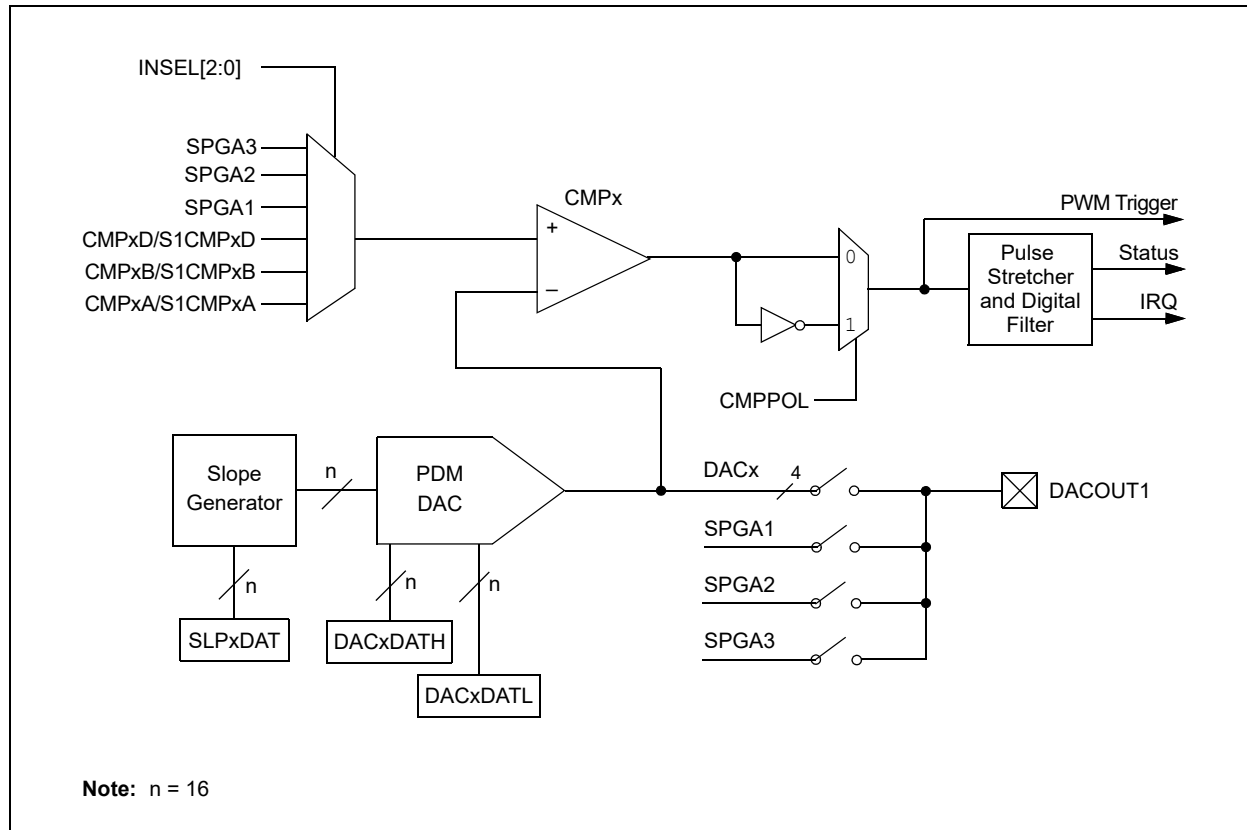 INSEL[2:0]
SPGA3
SPGA2
SPGA1
CMPxD/S1CMPxD
CMPxB/S1CMPxB
CMPxA/S1CMPxA
CMPx
+
–
0
1
CMPPOL
PWM Trigger
Pulse
Stretcher
and Digital
Filter
Status
IRQ
Slope
Generator
n
PDM
DAC
n
n
n
SLPxDAT
DACxDATH
DACxDATL
DACx
4
SPGA1
SPGA2
SPGA3
DACOUT1
Note: n = 16